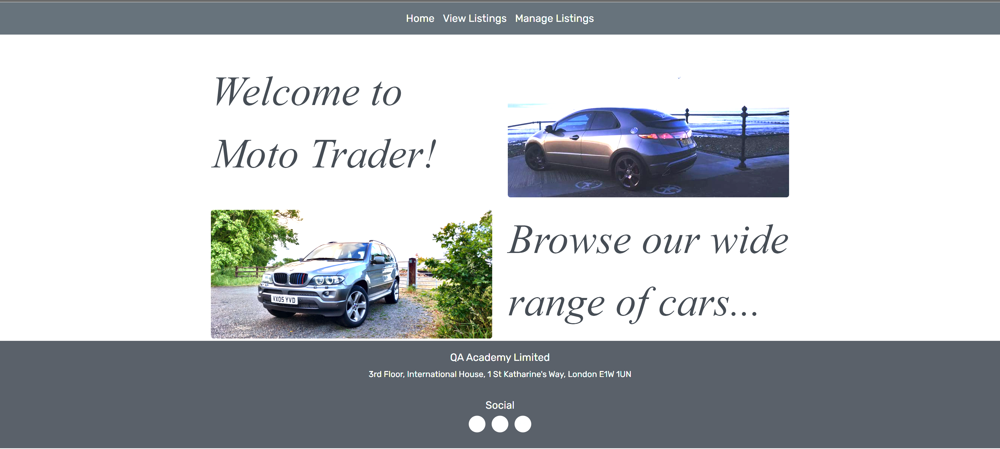 Home View Listings Manage Listings
Welcome to
Moto Trader!
VX05 YVD
Browse our wide
range of cars...
QA Academy Limited
3rd Floor, International House, 1 St Katharine's Way, London E1W 1UN
Social